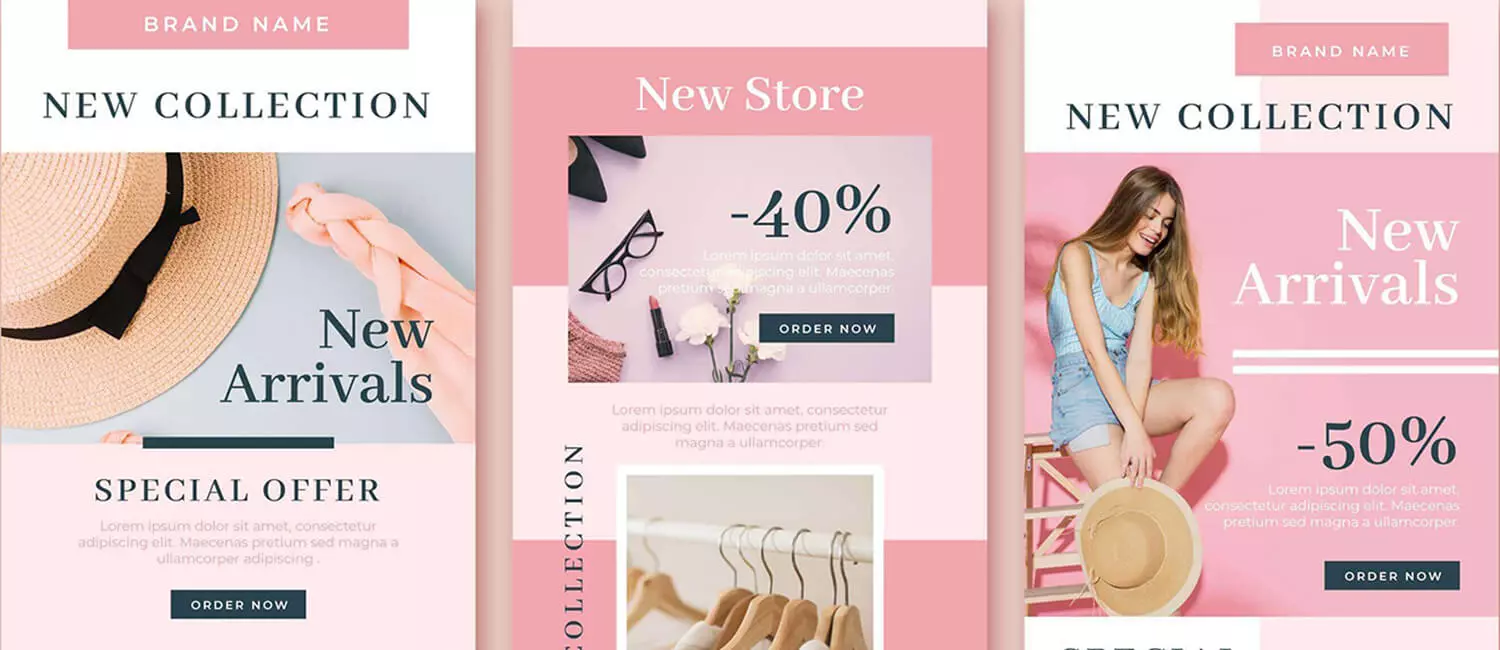 BRAND NAME
NEW COLLECTION
New
Arrivals
SPECIAL OFFER
Lorem ipsum dolor sit amet, consectetur
adipiscing elit. Maecenas pretium sed magna a
ullamcorper adipiscing .
ORDER NOW
New Store
-40%
Lorem ipsum dolor sit amet,
consectetur adipiscing elit. Maecenas
pretium sed magna a ullamcorper.
ORDER NOW
Lorem ipsum dolor sit amet, consectetur
adipiscing elit. Maecenas pretium sed
magna a ullamcorper
COLLECTION
BRAND NAME
NEW COLLECTION
New
Arrivals
-50%
Lorem ipsum dolor sit amet,
consectetur adipiscing elit. Maecenas
pretium sed magna a ullamcorper.
ORDER NOW
SPECIAL